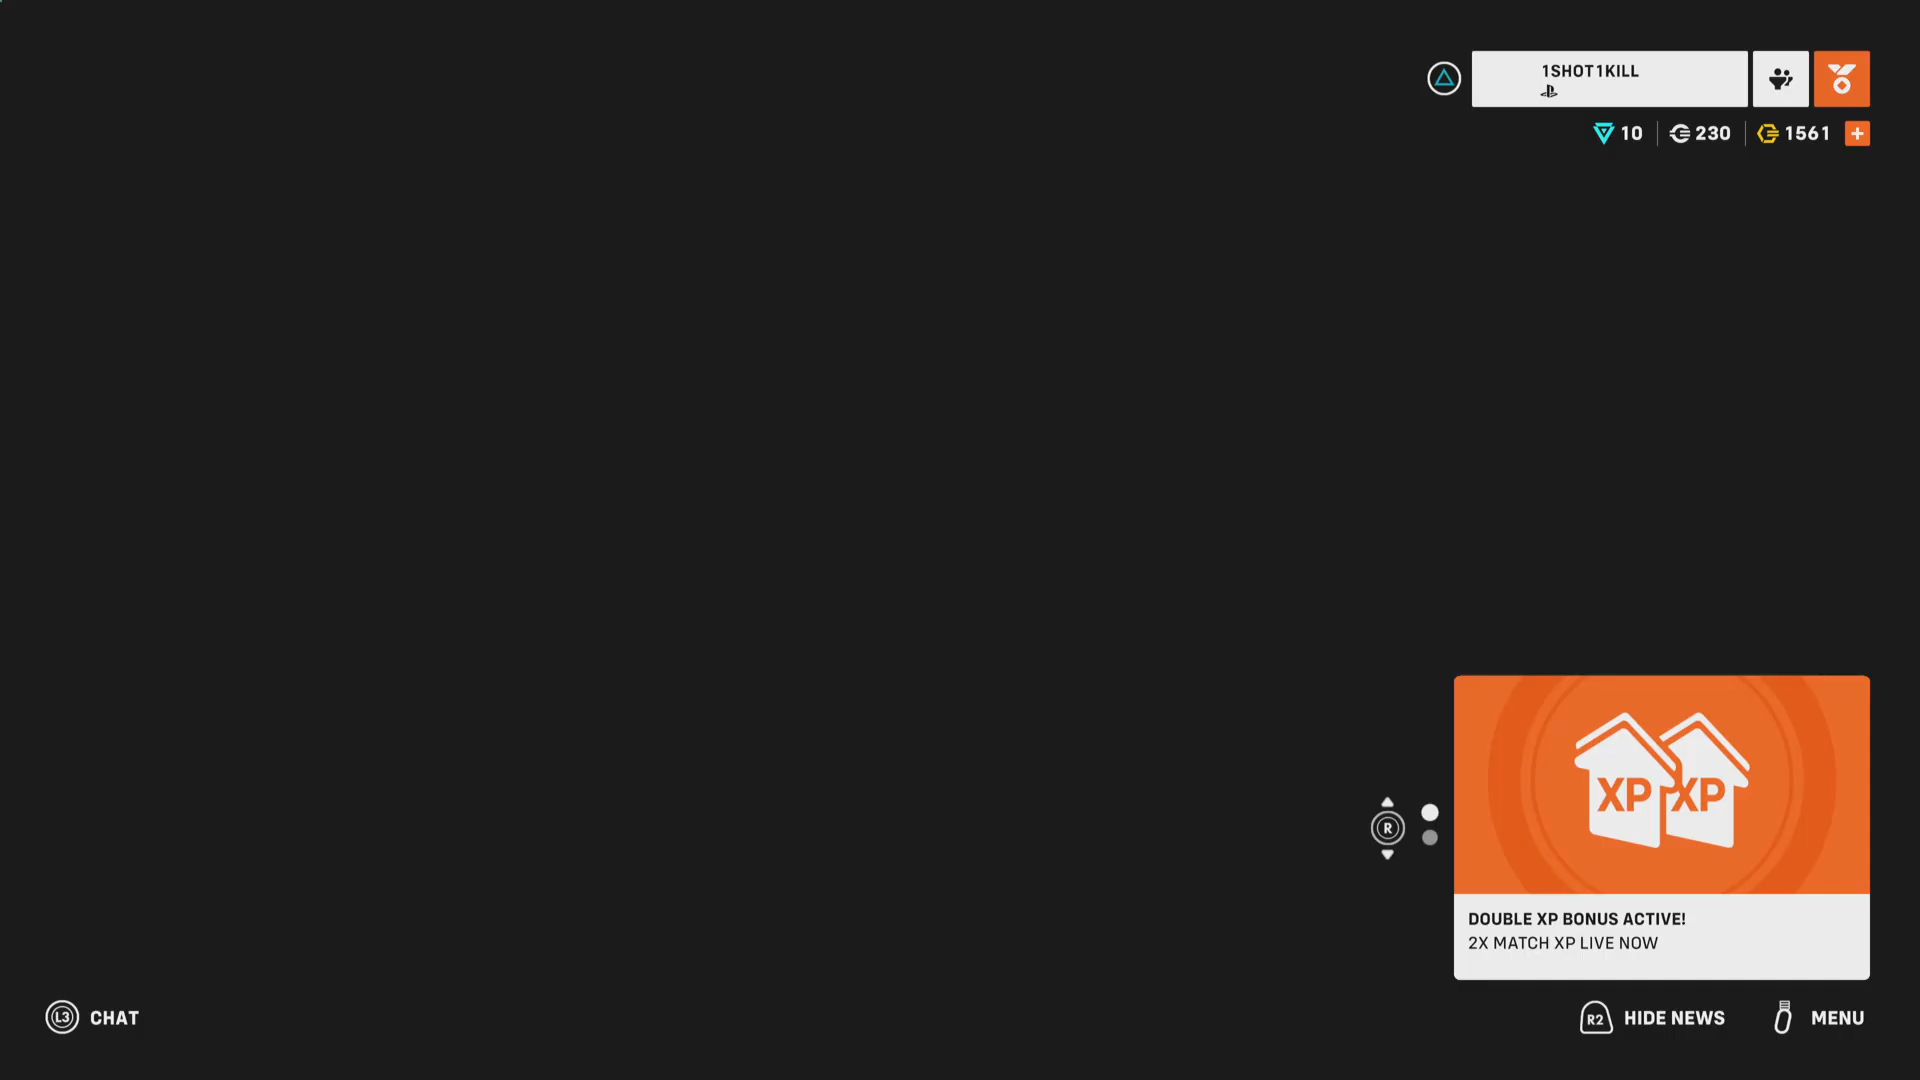 1SHOT1KILL
10
230
1561
+
R
XP XP
DOUBLE XP BONUS ACTIVE!
2X MATCH XP LIVE NOW
L3 CHAT
R2 HIDE NEWS
MENU